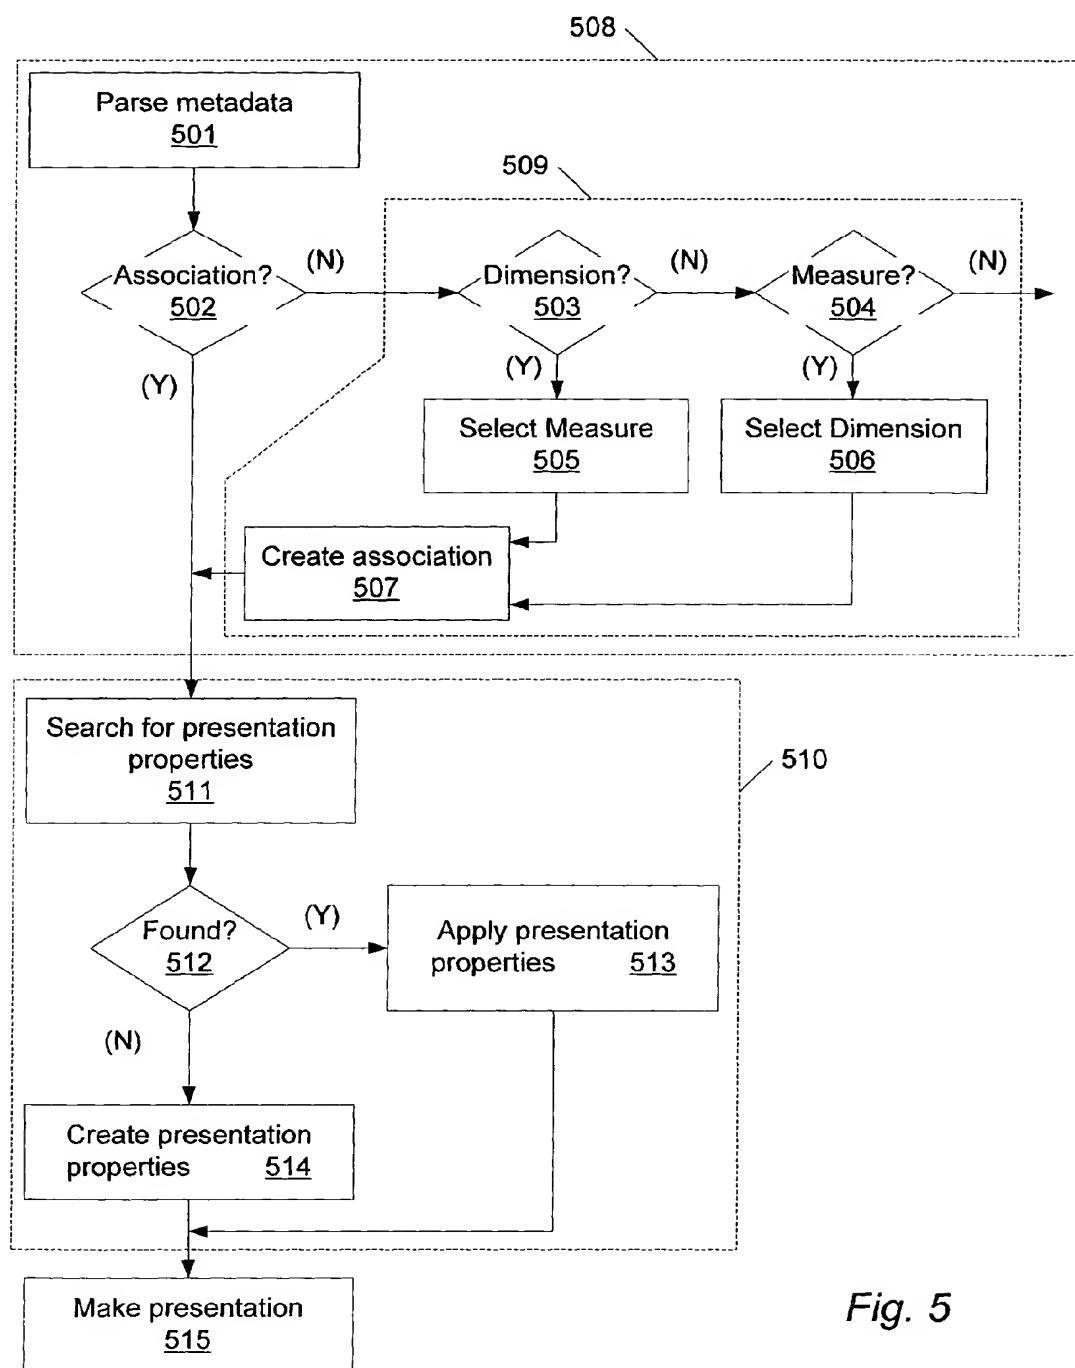 508
Parse metadata
501
509
Association?
502
(N)
Dimension?
503
(N)
Measure?
504
(N)
(Y)
(Y)
(Y)
Select Measure
505
Select Dimension
506
Create association
507
Search for presentation
properties
511
510
Found?
512
(Y)
Apply presentation
properties 513
(N)
Create presentation
properties 514
Make presentation
515
Fig. 5